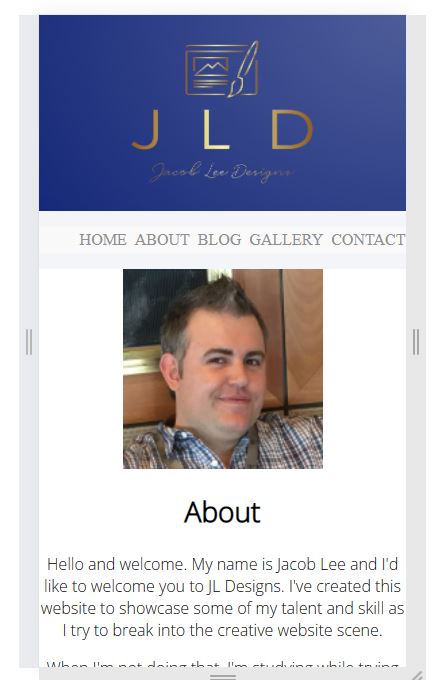 J L D
Jacob Lee Designs
HOME ABOUT BLOG GALLERY CONTACT
About
Hello and welcome. My name is Jacob Lee and I'd
like to welcome you to JL Designs. I've created this
website to showcase some of my talent and skill as
I try to break into the creative website scene.
When I'm not doing that, I'm studying while trying